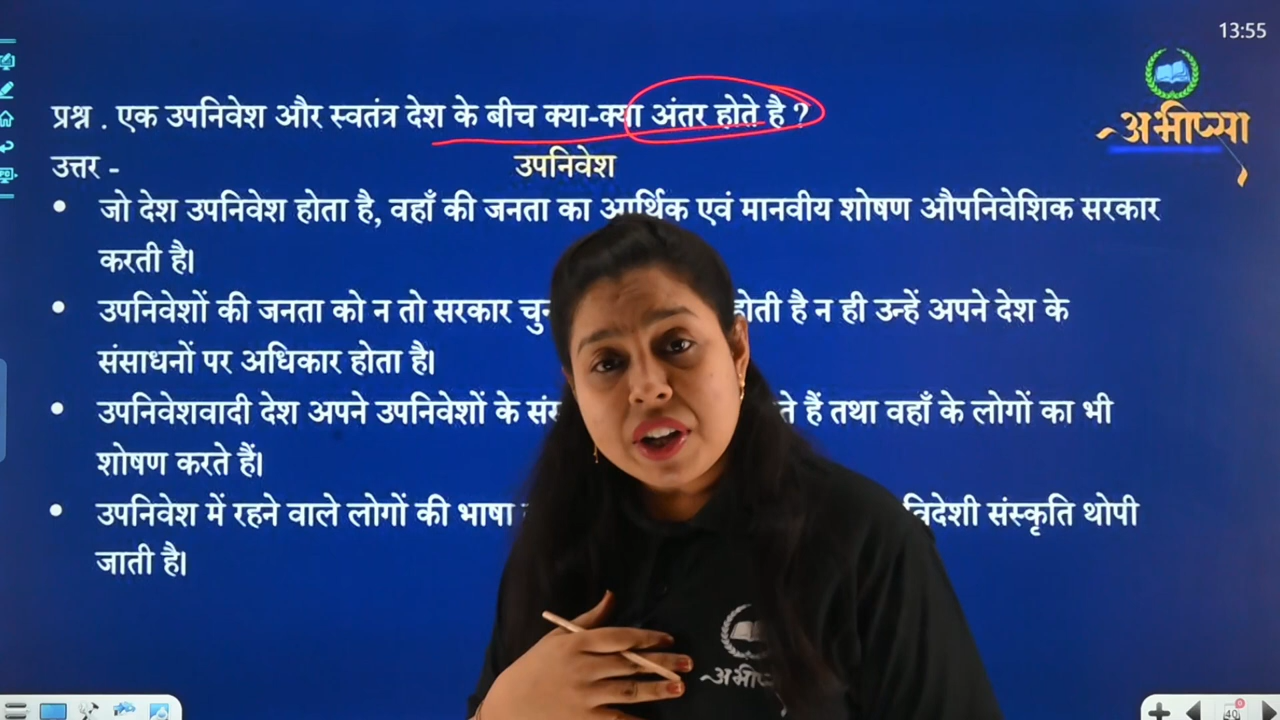 13:55
अभीप्सा
प्रश्न . एक उपनिवेश और स्वतंत्र देश के बीच क्या-क्या अंतर होते है ?
उत्तर - उपनिवेश
• जो देश उपनिवेश होता है, वहाँ की जनता का आर्थिक एवं मानवीय शोषण औपनिवेशिक सरकार
करती है।
• उपनिवेशों की जनता को न तो सरकार होती है न ही उन्हें अपने देश के
संसाधनों पर अधिकार होता है।
• उपनिवेशवादी देश अपने उपनिवेशों के हैं तथा वहाँ के लोगों का भी
शोषण करते हैं।
• उपनिवेश में रहने वाले लोगों की भाषा विदेशी संस्कृति थोपी
जाती है।
40